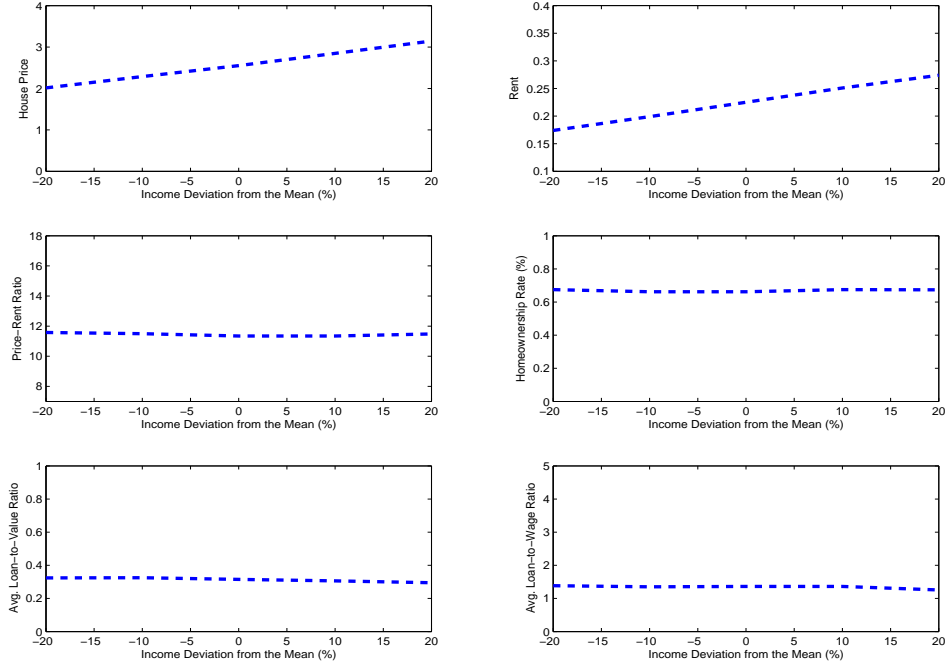 4
3
2
1
0
House Price
−20 −15 −10 −5 0 5 10 15 20
Income Deviation from the Mean (%)
0.4
0.35
0.3
0.25
0.2
0.15
0.1
Rent
−20 −15 −10 −5 0 5 10 15 20
Income Deviation from the Mean (%)
18
16
14
12
10
8
Price−Rent Ratio
−20 −15 −10 −5 0 5 10 15 20
Income Deviation from the Mean (%)
1
0.8
0.6
0.4
0.2
0
Homeownership Rate (%)
−20 −15 −10 −5 0 5 10 15 20
Income Deviation from the Mean (%)
1
0.8
0.6
0.4
0.2
0
Avg. Loan−to−Value Ratio
−20 −15 −10 −5 0 5 10 15 20
Income Deviation from the Mean (%)
5
4
3
2
1
0
Avg. Loan−to−Wage Ratio
−20 −15 −10 −5 0 5 10 15 20
Income Deviation from the Mean (%)